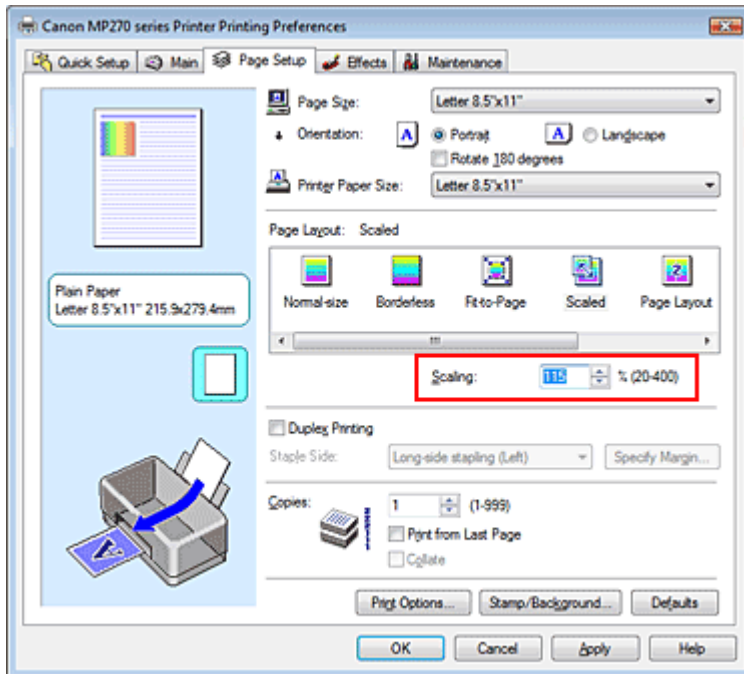 Canon MP270 series Printer Printing Preferences
Quick Setup Main Page Setup Effects Maintenance
Page Size: Letter 8.5"x11"
Orientation: A Portrait A Landscape
Rotate 180 degrees
Printer Paper Size: Letter 8.5"x11"
Page Layout: Scaled
Normal-size Borderless Fit-to-Page Scaled Page Layout
Plain Paper
Letter 8.5"x11" 215.9x279.4mm
Scaling: 115 % (20-400)
Duplex Printing
Staple Side: Long-side stapling (Left) Specify Margin...
Copies: 1 (1-999)
Print from Last Page
Collate
A
Print Options... Stamp/Background... Defaults
OK Cancel Apply Help